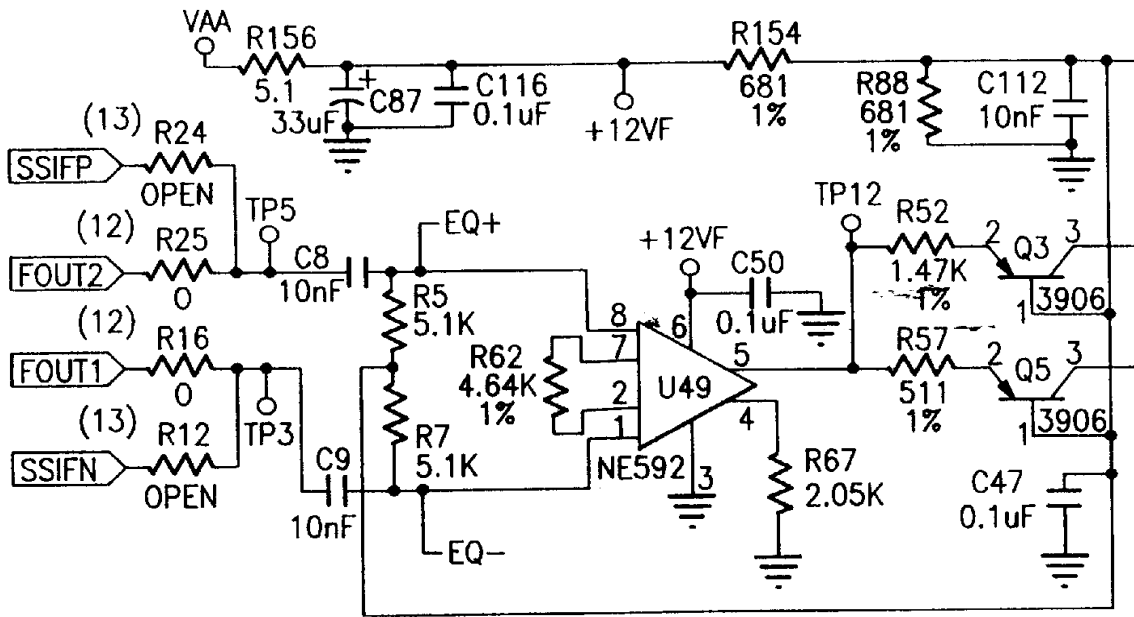 VAA
R156
5.1
+
C87
33uF
C116
0.1uF
+12VF
R154
681
1%
R88
681
1%
C112
10nF
(13)
SSIFP
R24
OPEN
(12)
FOUT2
R25
0
TP5
C8
10nF
EQ+
R5
5.1K
(12)
FOUT1
R16
0
TP3
(13)
SSIFN
R12
OPEN
C9
10nF
R7
5.1K
EQ-
R62
4.64K
1%
8
7
2
1
6
5
4
3
U49
NE592
+12VF
C50
0.1uF
R67
2.05K
TP12
R52
1.47K
1%
2
Q3
3
1
3906
R57
511
1%
2
Q5
3
1
3906
C47
0.1uF